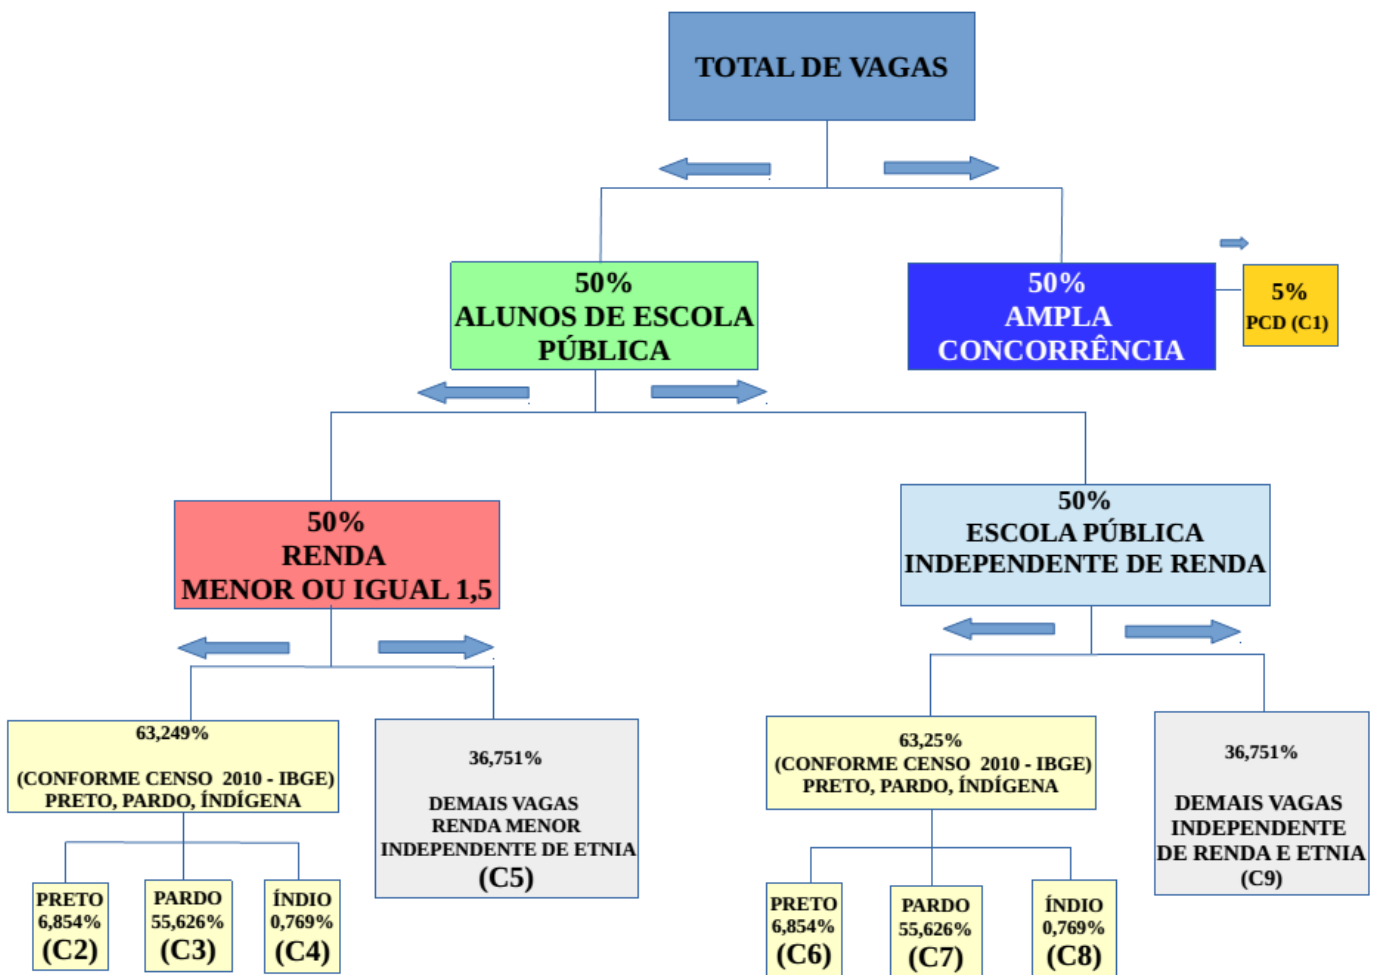 TOTAL DE VAGAS
50%
ALUNOS DE ESCOLA
PÚBLICA
50%
AMPLA
CONCORRÊNCIA
5%
PCD (C1)
50%
RENDA
MENOR OU IGUAL 1,5
50%
ESCOLA PÚBLICA
INDEPENDENTE DE RENDA
63,249%
(CONFORME CENSO 2010 - IBGE)
PRETO, PARDO, ÍNDÍGENA
36,751%
DEMAIS VAGAS
RENDA MENOR
INDEPENDENTE DE ETNIA
(C5)
63,25%
(CONFORME CENSO 2010 - IBGE)
PRETO, PARDO, ÍNDÍGENA
36,751%
DEMAIS VAGAS
INDEPENDENTE
DE RENDA E ETNIA
(C9)
PRETO
6,854%
(C2)
PARDO
55,626%
(C3)
ÍNDIO
0,769%
(C4)
PRETO
6,854%
(C6)
PARDO
55,626%
(C7)
ÍNDIO
0,769%
(C8)